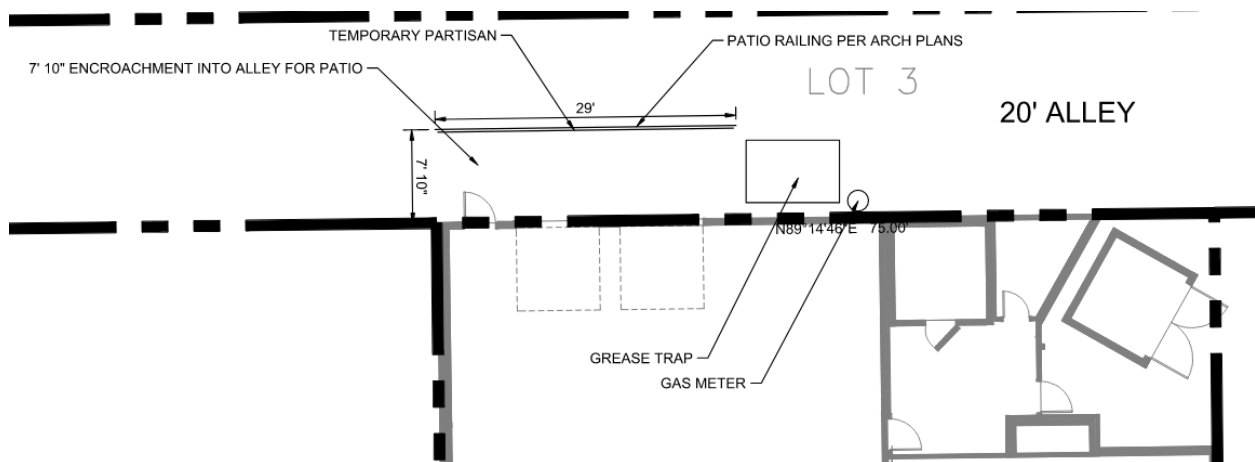 TEMPORARY PARTISAN
PATIO RAILING PER ARCH PLANS
7' 10" ENCROACHMENT INTO ALLEY FOR PATIO
LOT 3
29'
20' ALLEY
7' 10"
N89°14'46"E 75.00'
GREASE TRAP
GAS METER